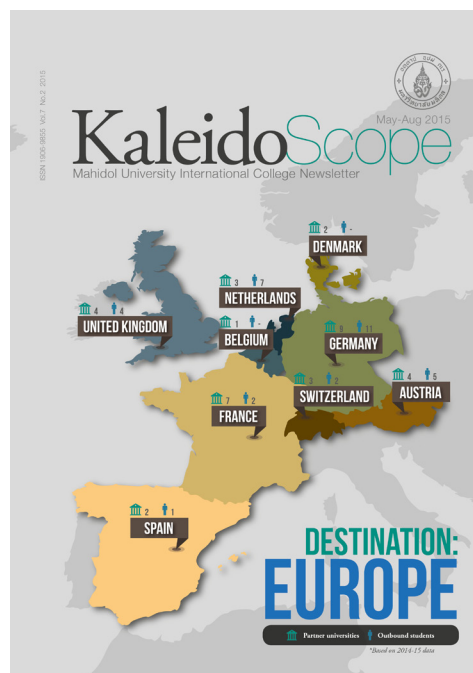 ISSN 1906-9855 Vol.7 No.2 2015
May-Aug 2015
KaleidoScope
Mahidol University International College Newsletter
2 -
DENMARK
3 7
NETHERLANDS
4 4
UNITED KINGDOM
1 -
BELGIUM
9 11
GERMANY
3 2
SWITZERLAND
4 5
AUSTRIA
7 2
FRANCE
2 1
SPAIN
DESTINATION:
EUROPE
Partner universities Outbound students
*Based on 2014-15 data